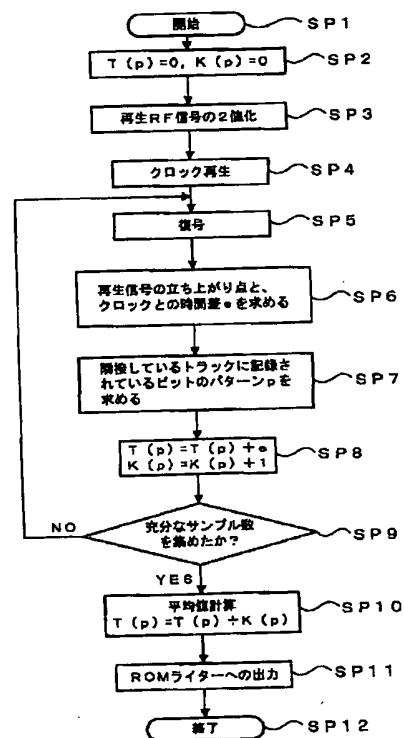 開始
SP1
T(p)=0, K(p)=0
SP2
再生RF信号の2値化
SP3
クロック再生
SP4
復号
SP5
再生信号の立ち上がり点と、
クロックとの時間差eを求める
SP6
隣接しているトラックに記録さ
れているピットのパターンpを
求める
SP7
T(p)=T(p)+e
K(p)=K(p)+1
SP8
充分なサンプル数
を集めたか?
SP9
NO
YES
平均値計算
T(p)=T(p)÷K(p)
SP10
ROMライターへの出力
SP11
終了
SP12